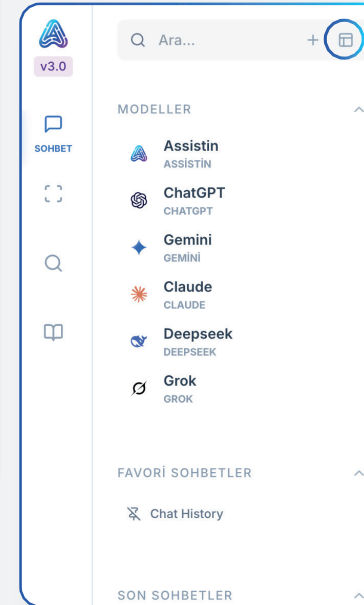 Ara...
v3.0
SOHBET
MODELLER
Assistin
ASSİSTİN
ChatGPT
CHATGPT
Gemini
GEMİNİ
Claude
CLAUDE
Deepseek
DEEPSEEK
Grok
GROK
FAVORİ SOHBETLER
Chat History
SON SOHBETLER